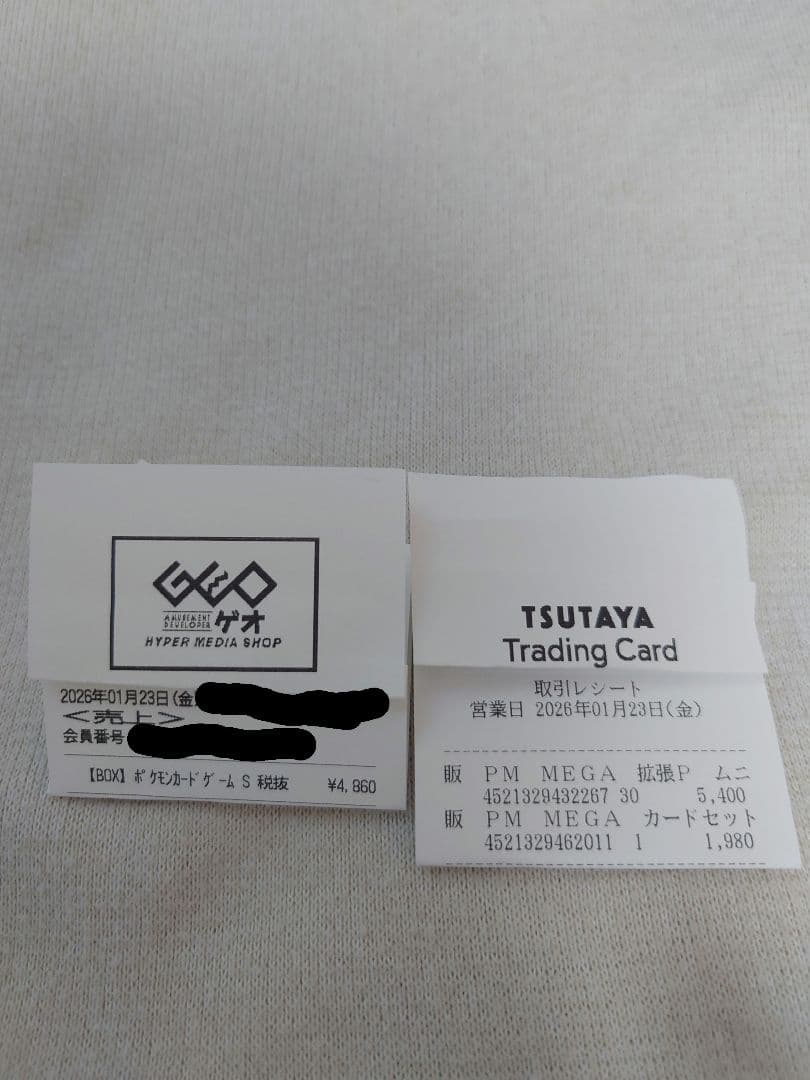 GEO
AMUSEMENT
DEVELOPER ゲオ
HYPER MEDIA SHOP
2026年01月23日(金
<売上>
会員番号
【BOX】ポケモンカードゲーム S 税抜 ¥4,860
TSUTAYA
Trading Card
取引レシート
営業日 2026年01月23日(金)
販 PM MEGA 拡張P ムニ
4521329432267 30 5,400
販 PM MEGA カードセット
4521329462011 1 1,980